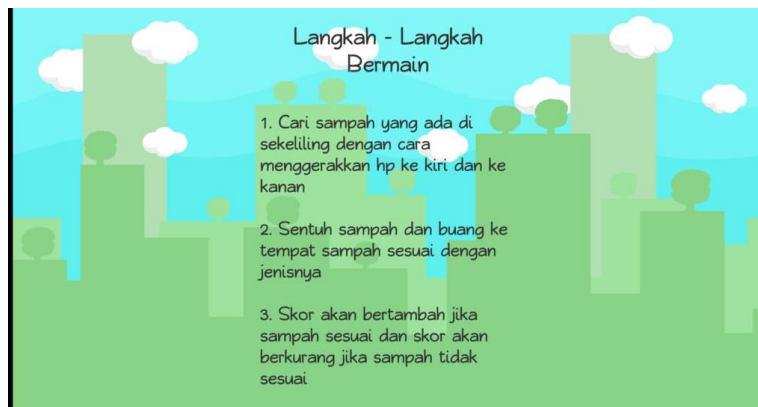 Langkah - Langkah
Bermain
1. Cari sampah yang ada di
sekeliling dengan cara
menggerakkan hp ke kiri dan ke
kanan
2. Sentuh sampah dan buang ke
tempat sampah sesuai dengan
jenisnya
3. Skor akan bertambah jika
sampah sesuai dan skor akan
berkurang jika sampah tidak
sesuai